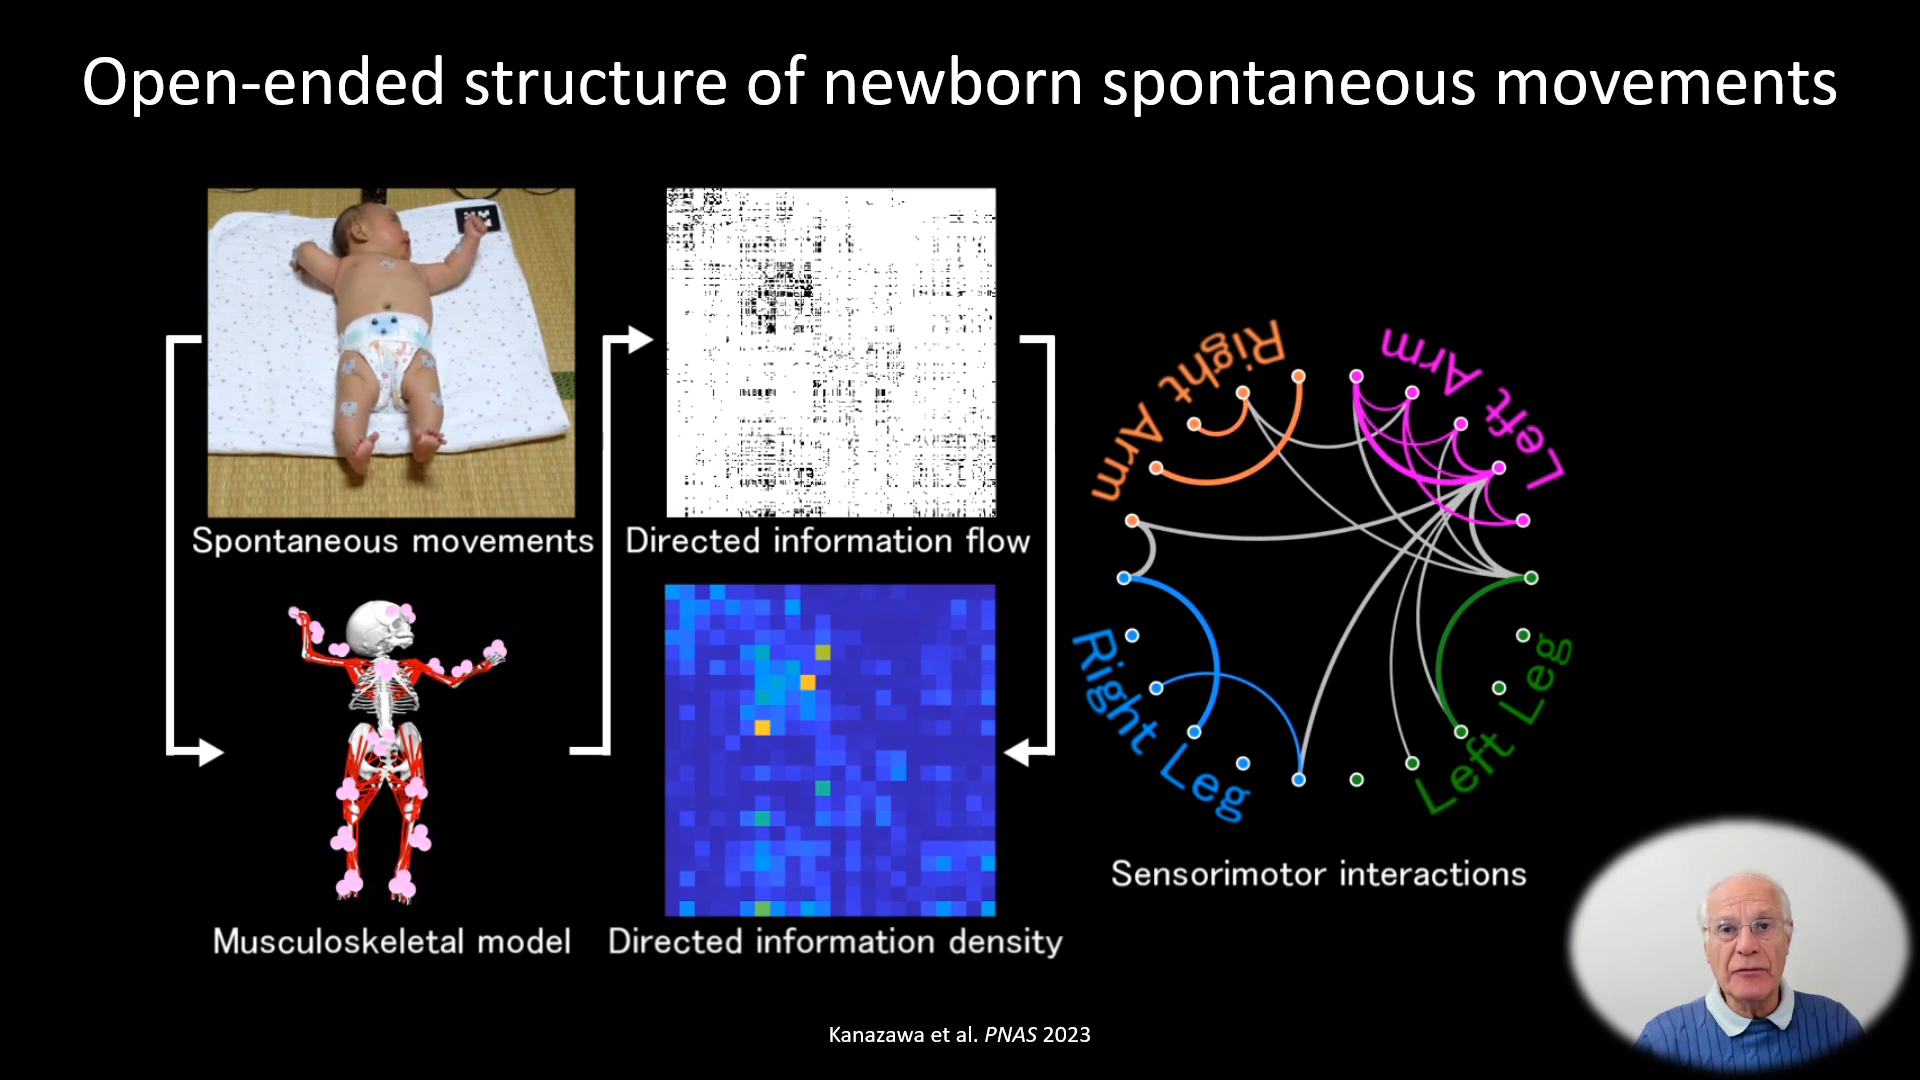 Open-ended structure of newborn spontaneous movements
Spontaneous movements
Directed information flow
Musculoskeletal model
Directed information density
Right Arm
Left Arm
Right Leg
Left Leg
Sensorimotor interactions
Kanazawa et al. PNAS 2023